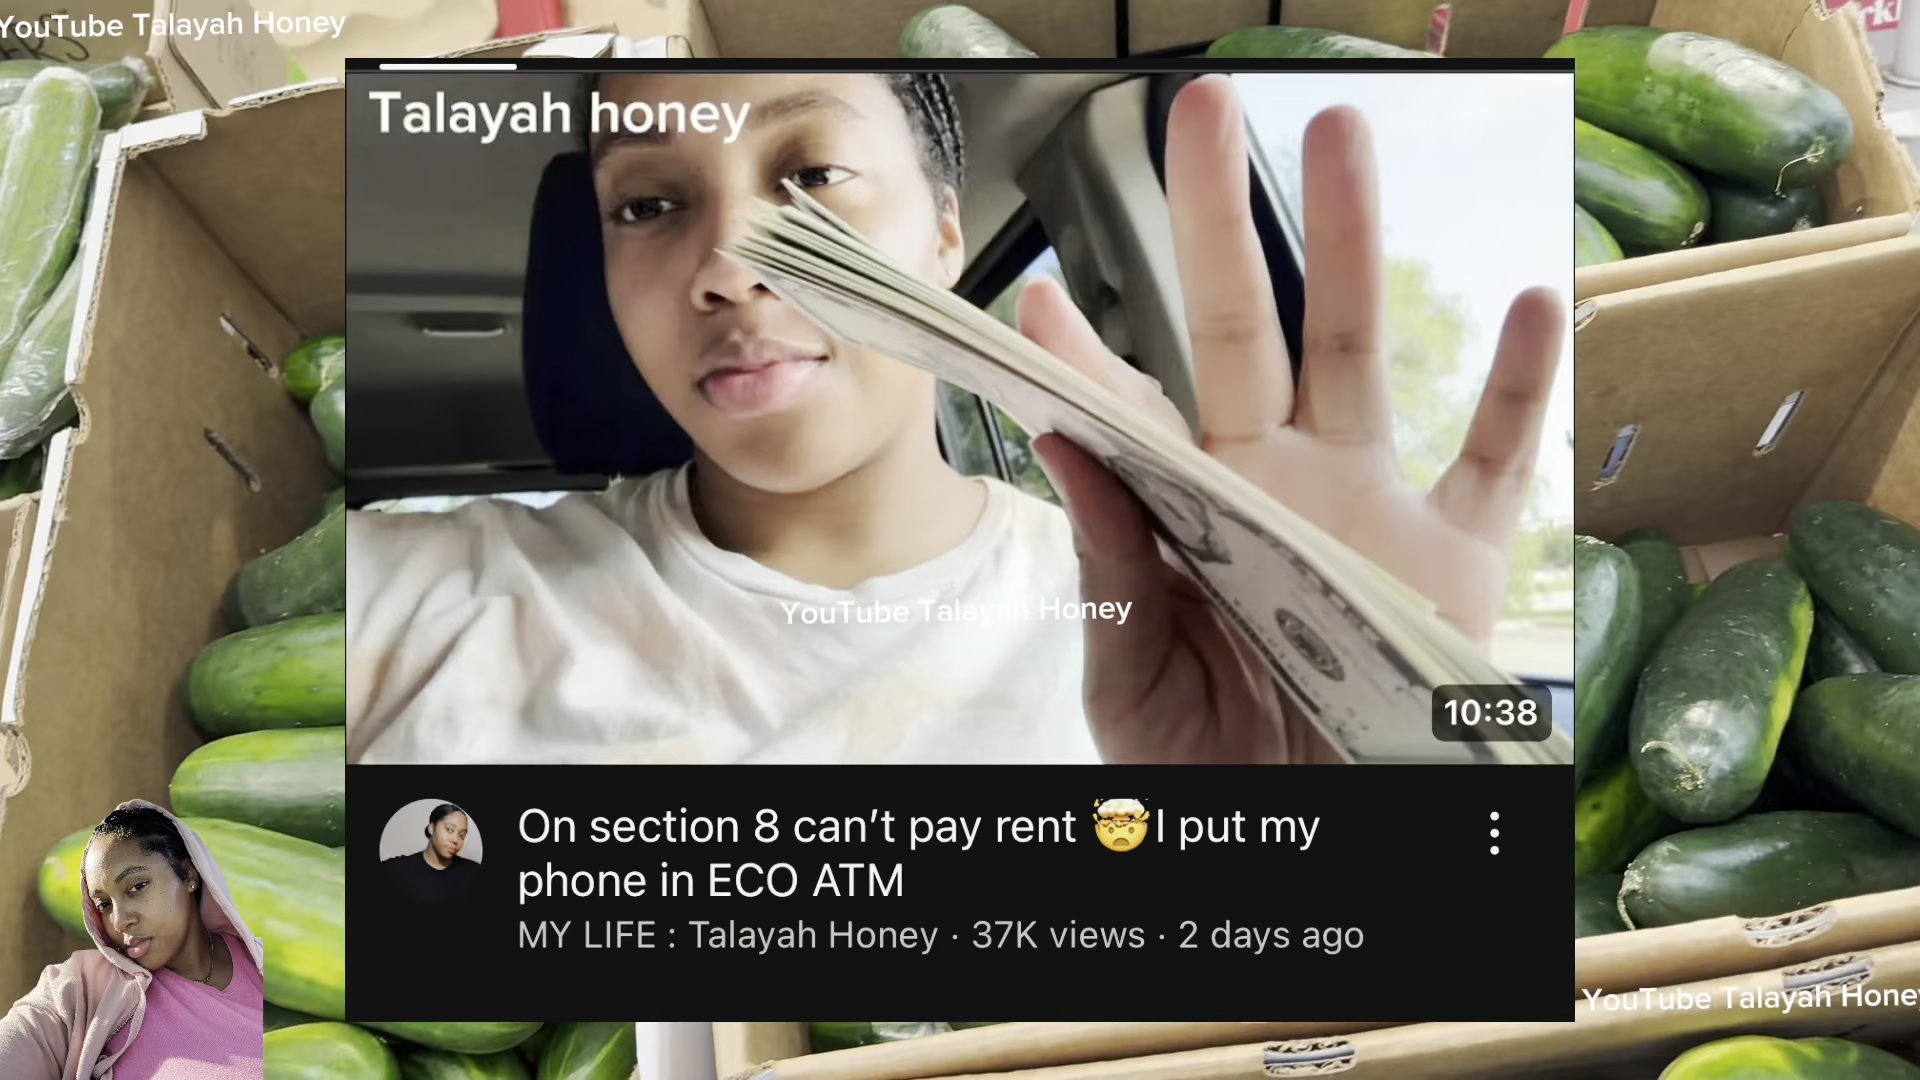 YouTube Talayah Honey
Talayah honey
YouTube Talayah Honey
10:38
On section 8 can’t pay rent 🤯I put my
phone in ECO ATM
MY LIFE : Talayah Honey · 37K views · 2 days ago
YouTube Talayah Honey